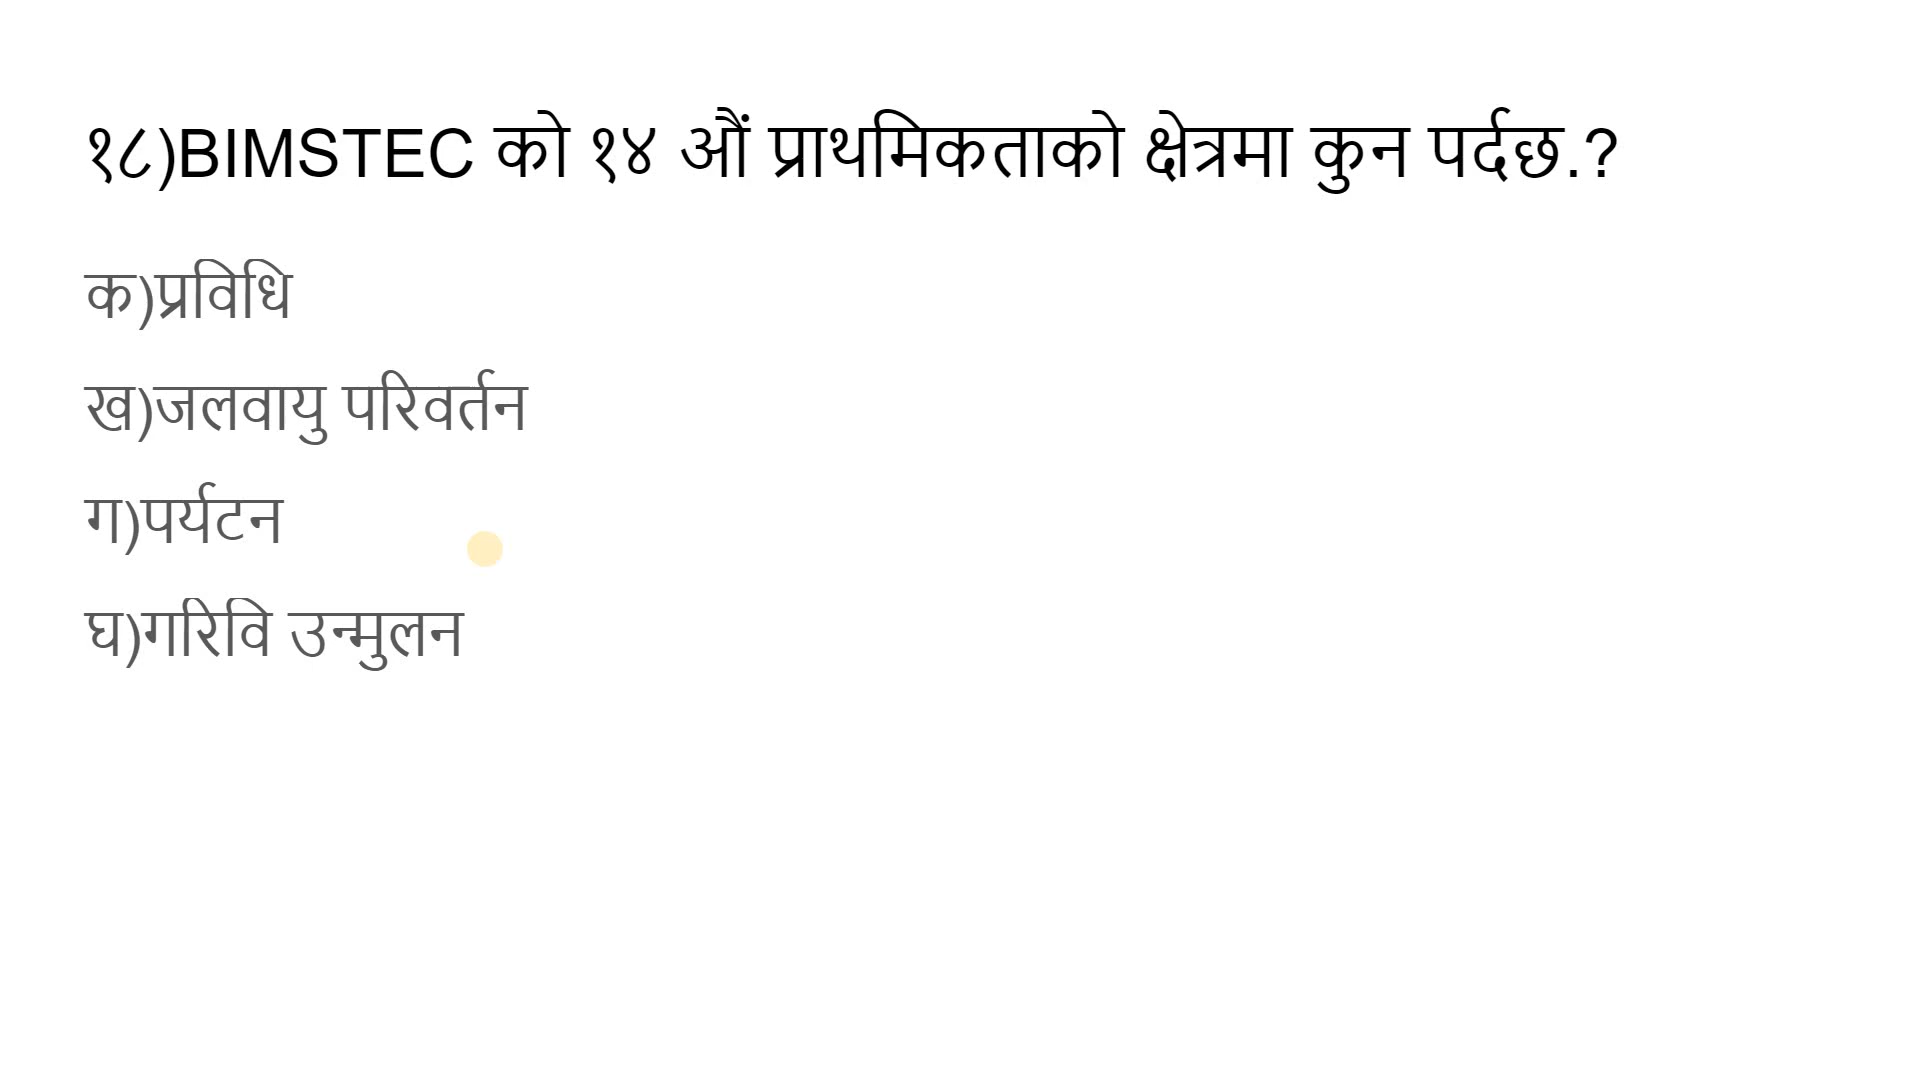 १८)BIMSTEC को १४ औं प्राथमिकताको क्षेत्रमा कुन पर्दछ.?
क)प्रविधि
ख)जलवायु परिवर्तन
ग)पर्यटन
घ)गरिवि उन्मुलन